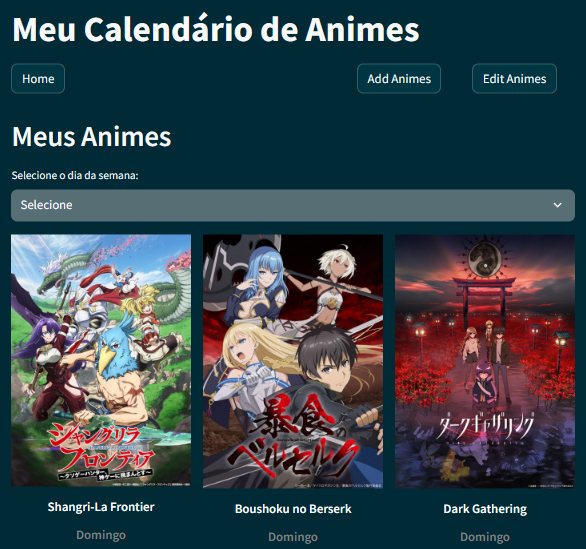 Meu Calendário de Animes
Home
Add Animes
Edit Animes
Meus Animes
Selecione o dia da semana:
Selecione
シャングリラ
フロンティア
～クソゲーハンター、神ゲーに挑まんとす～
暴食の
ベルセルク
ダークギャザリング
Shangri-La Frontier
Boushoku no Berserk
Dark Gathering
Domingo
Domingo
Domingo